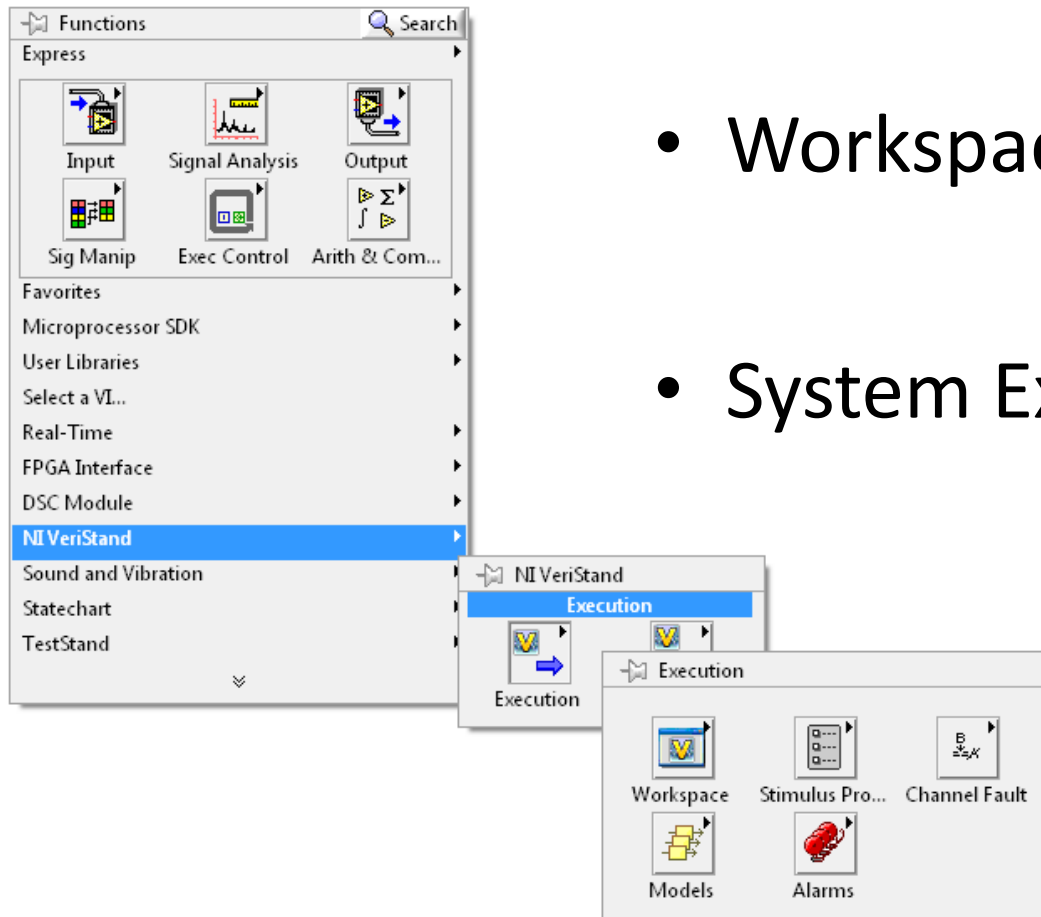 Functions Search
Express
Input Signal Analysis Output
Sig Manip Exec Control Arith & Com...
Favorites
Microprocessor SDK
User Libraries
Select a VI...
Real-Time
FPGA Interface
DSC Module
NI VeriStand
Sound and Vibration
Statechart
TestStand
NI VeriStand
Execution
Execution
Execution
Workspace Stimulus Pro... Channel Fault
Models Alarms
• Workspac
• System Ex